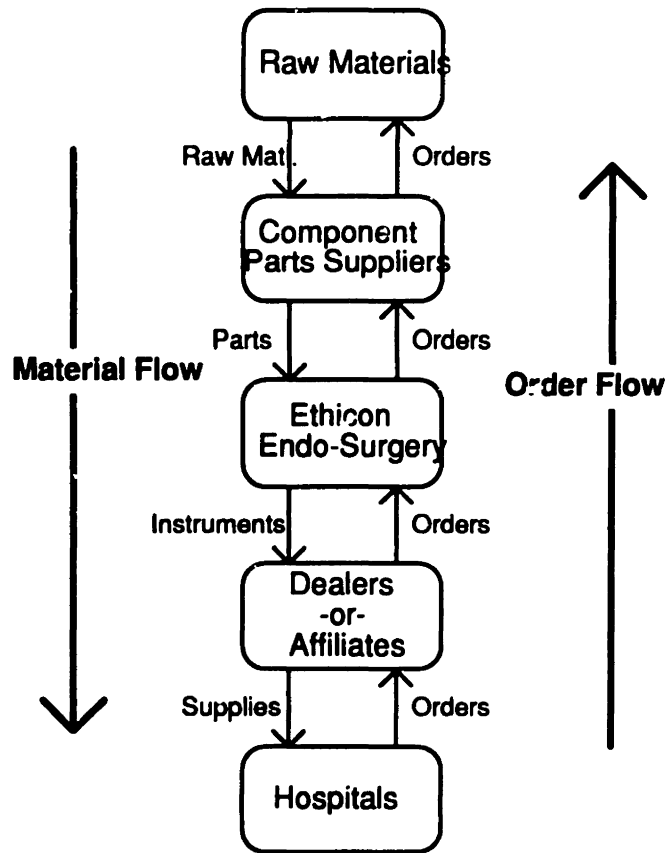 Raw Materials
Raw Mat.
Orders
Component
Parts Suppliers
Parts
Orders
Material Flow
Order Flow
Ethicon
Endo-Surgery
Instruments
Orders
Dealers
-or-
Affiliates
Supplies
Orders
Hospitals